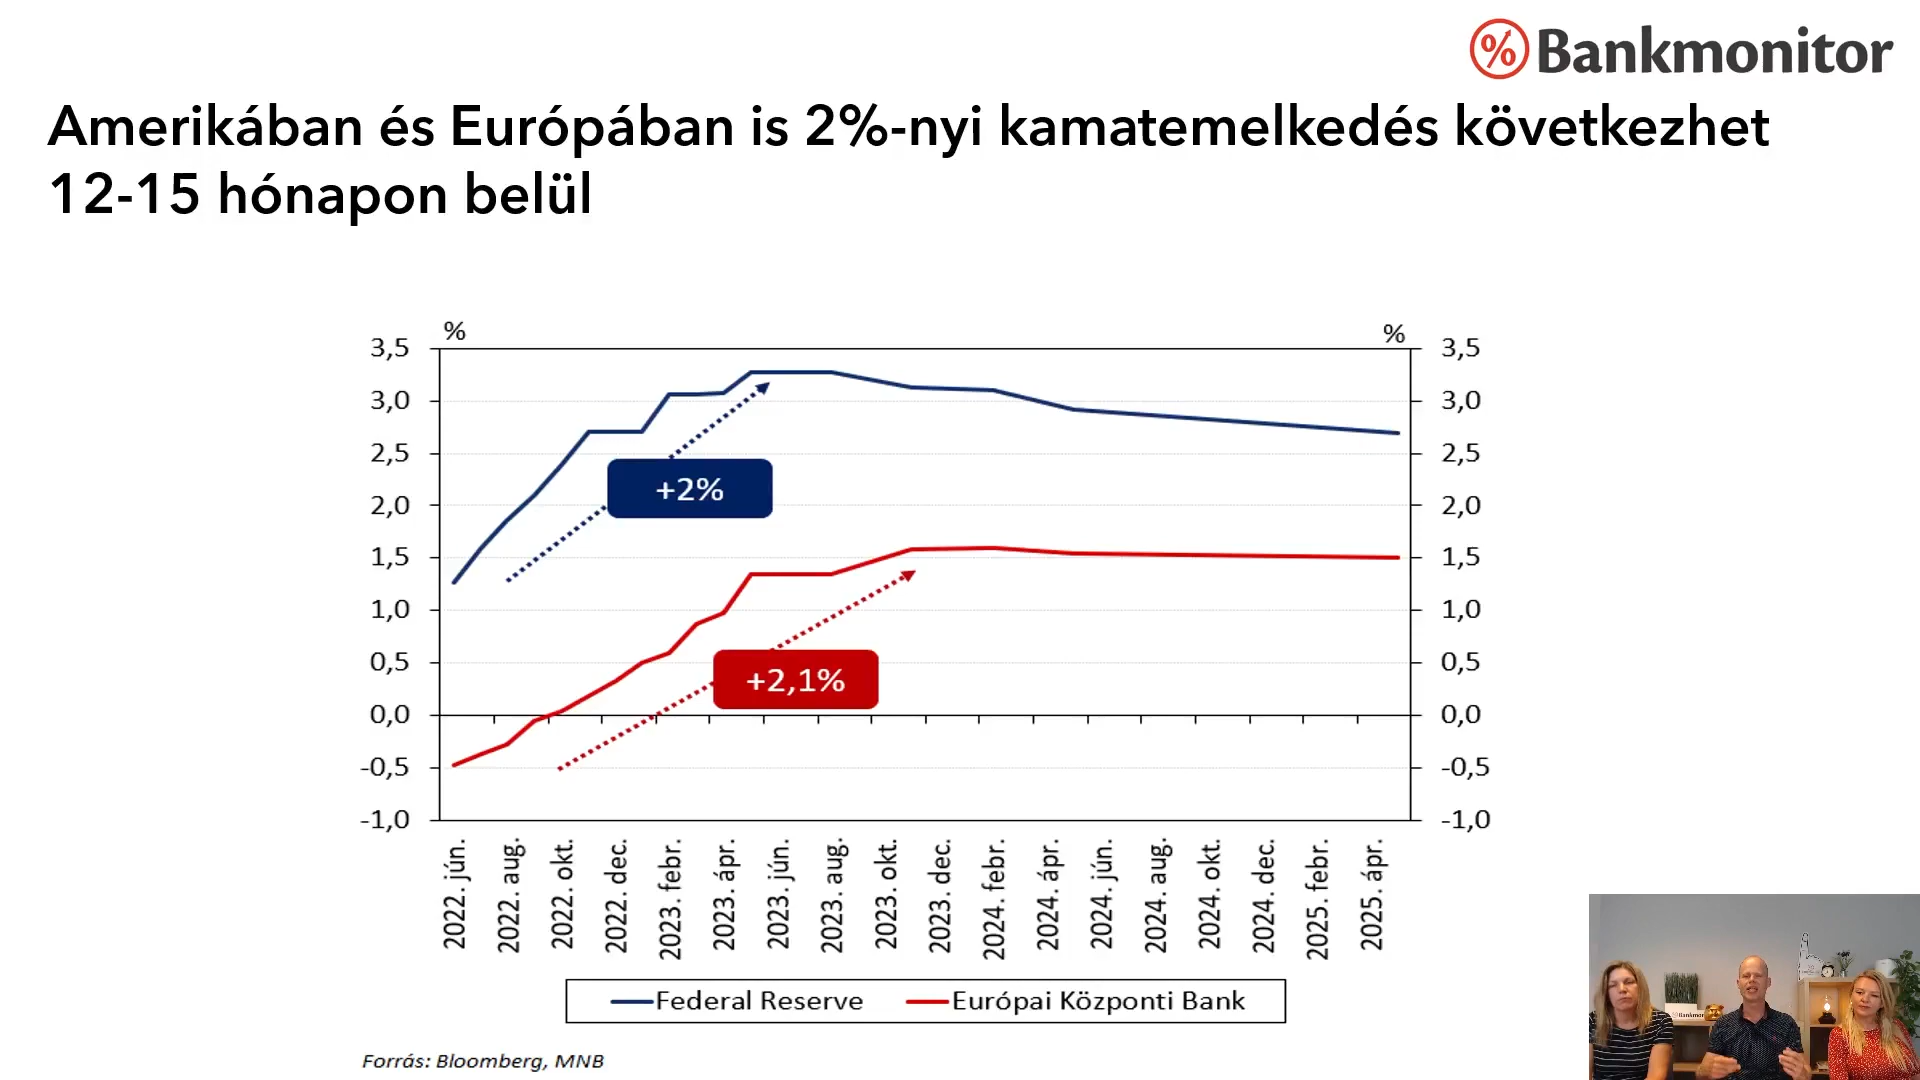 Bankmonitor
Amerikában és Európában is 2%-nyi kamatemelkedés következhet
12-15 hónapon belül
% %
3,5 3,5
3,0 3,0
2,5 2,5
2,0 2,0
1,5 1,5
1,0 1,0
0,5 0,5
0,0 0,0
-0,5 -0,5
-1,0 -1,0
+2%
+2,1%
2022. jún.
2022. aug.
2022. okt.
2022. dec.
2023. febr.
2023. ápr.
2023. jún.
2023. aug.
2023. okt.
2023. dec.
2024. febr.
2024. ápr.
2024. jún.
2024. aug.
2024. okt.
2024. dec.
2025. febr.
2025. ápr.
Federal Reserve Európai Központi Bank
Forrás: Bloomberg, MNB